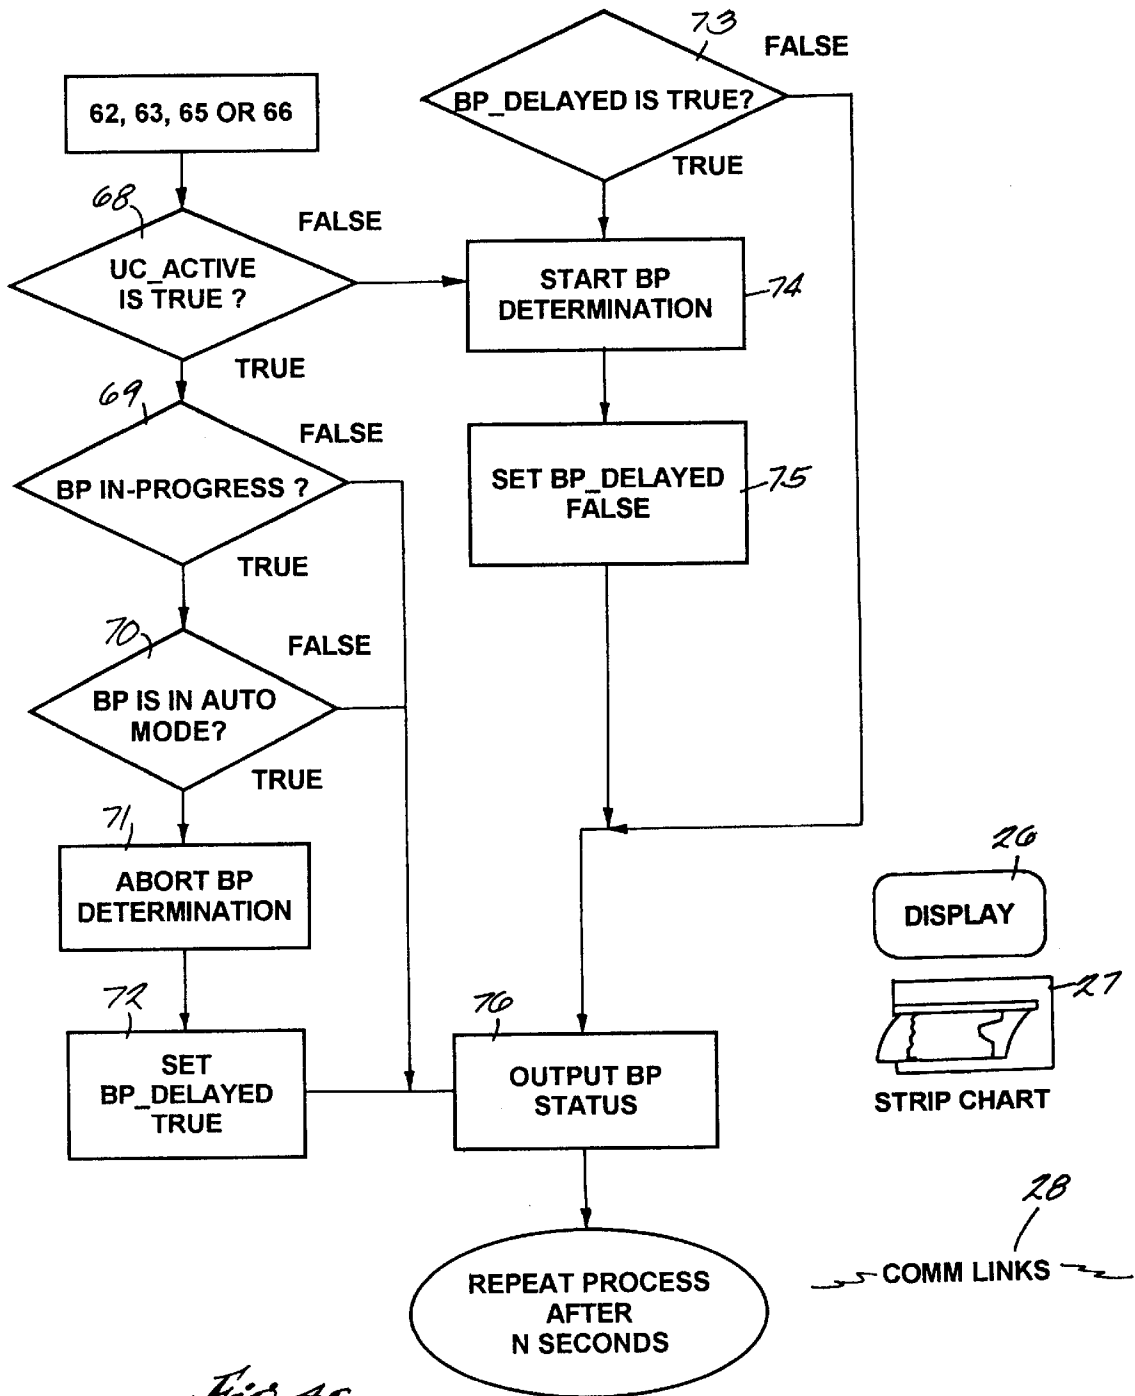 73
FALSE
62, 63, 65 OR 66
BP_DELAYED IS TRUE?
TRUE
68
FALSE
UC_ACTIVE
IS TRUE ?
START BP
DETERMINATION
74
TRUE
69
FALSE
BP IN-PROGRESS ?
SET BP_DELAYED
FALSE
75
TRUE
70
FALSE
BP IS IN AUTO
MODE?
TRUE
71
ABORT BP
DETERMINATION
26
DISPLAY
72
SET
BP_DELAYED
TRUE
76
OUTPUT BP
STATUS
27
STRIP CHART
28
COMM LINKS
REPEAT PROCESS
AFTER
N SECONDS